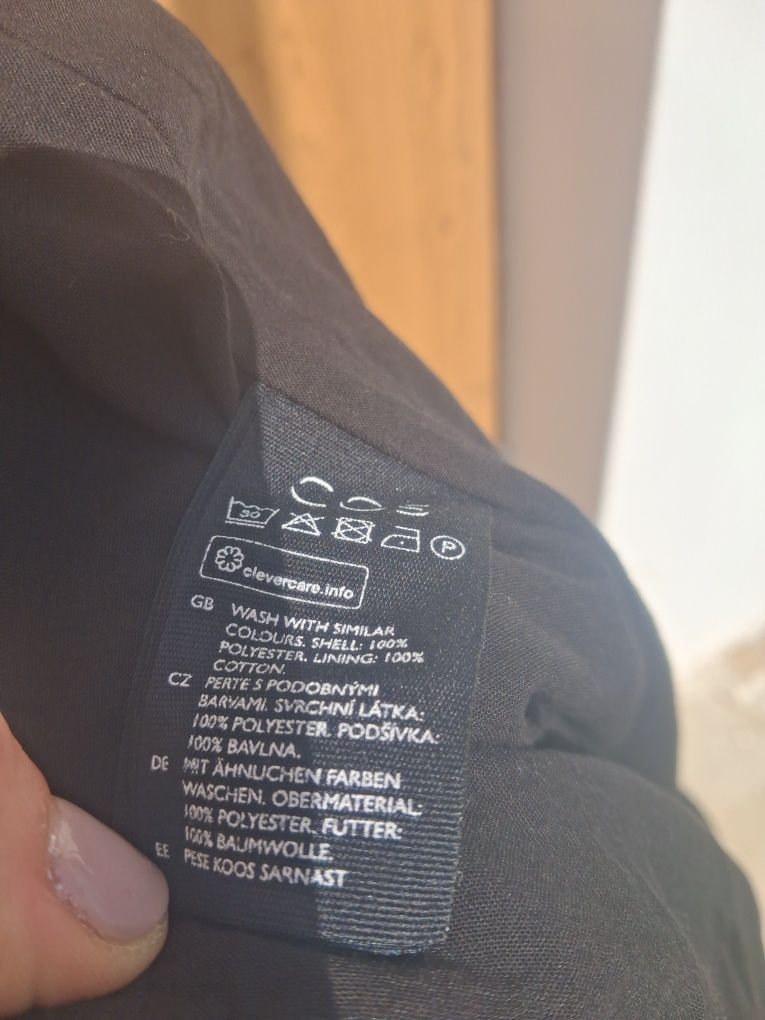 COS
30
P
clevercare.info
GB WASH WITH SIMILAR
COLOURS. SHELL: 100%
POLYESTER. LINING: 100%
COTTON.
CZ PERTE S PODOBNÝMI
BARVAMI. SVRCHNÍ LÁTKA:
100% POLYESTER. PODŠÍVKA:
100% BAVLNA.
DE MIT ÄHNLICHEN FARBEN
WASCHEN. OBERMATERIAL:
100% POLYESTER. FUTTER:
100% BAUMWOLLE.
EE PESE KOOS SARNAST